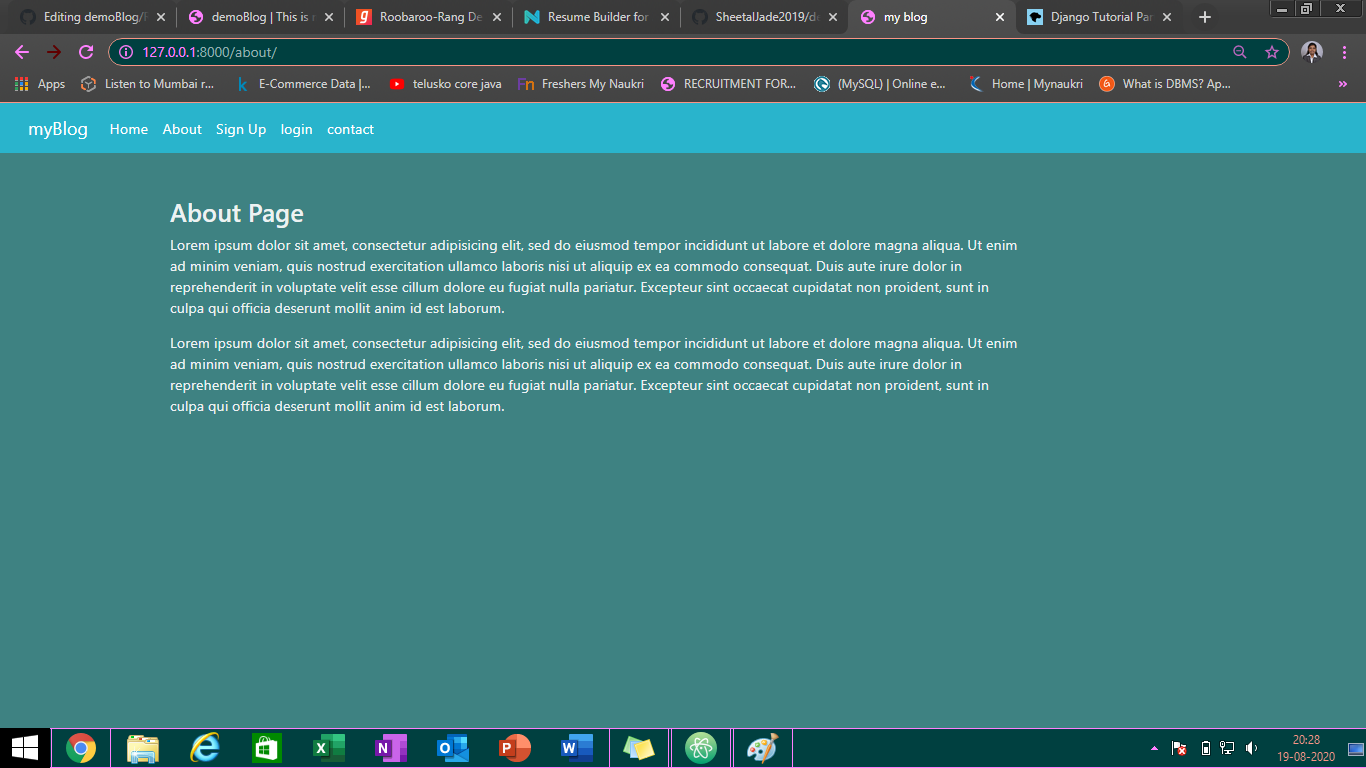 Editing demoBlog/
demoBlog | This is
Roobaroo-Rang De
Resume Builder for
SheetalJade2019/de
my blog
Django Tutorial Par
127.0.0.1:8000/about/
Apps
Listen to Mumbai r...
E-Commerce Data |...
telusko core java
Freshers My Naukri
RECRUITMENT FOR...
(MySQL) | Online e...
Home | Mynaukri
What is DBMS? Ap...
»
myBlog Home About Sign Up login contact
About Page
Lorem ipsum dolor sit amet, consectetur adipisicing elit, sed do eiusmod tempor incididunt ut labore et dolore magna aliqua. Ut enim
ad minim veniam, quis nostrud exercitation ullamco laboris nisi ut aliquip ex ea commodo consequat. Duis aute irure dolor in
reprehenderit in voluptate velit esse cillum dolore eu fugiat nulla pariatur. Excepteur sint occaecat cupidatat non proident, sunt in
culpa qui officia deserunt mollit anim id est laborum.
Lorem ipsum dolor sit amet, consectetur adipisicing elit, sed do eiusmod tempor incididunt ut labore et dolore magna aliqua. Ut enim
ad minim veniam, quis nostrud exercitation ullamco laboris nisi ut aliquip ex ea commodo consequat. Duis aute irure dolor in
reprehenderit in voluptate velit esse cillum dolore eu fugiat nulla pariatur. Excepteur sint occaecat cupidatat non proident, sunt in
culpa qui officia deserunt mollit anim id est laborum.
20:28
19-08-2020